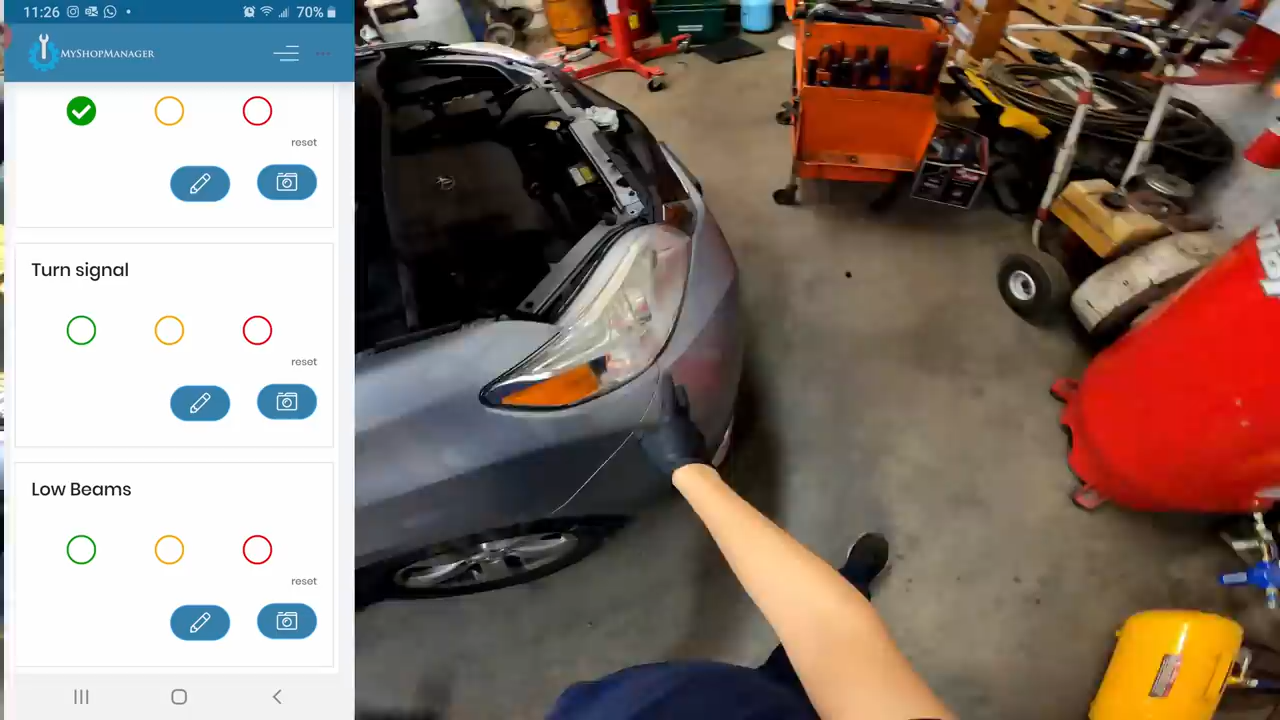 11:26
70%
MyShopManager
reset
Turn signal
reset
Low Beams
reset